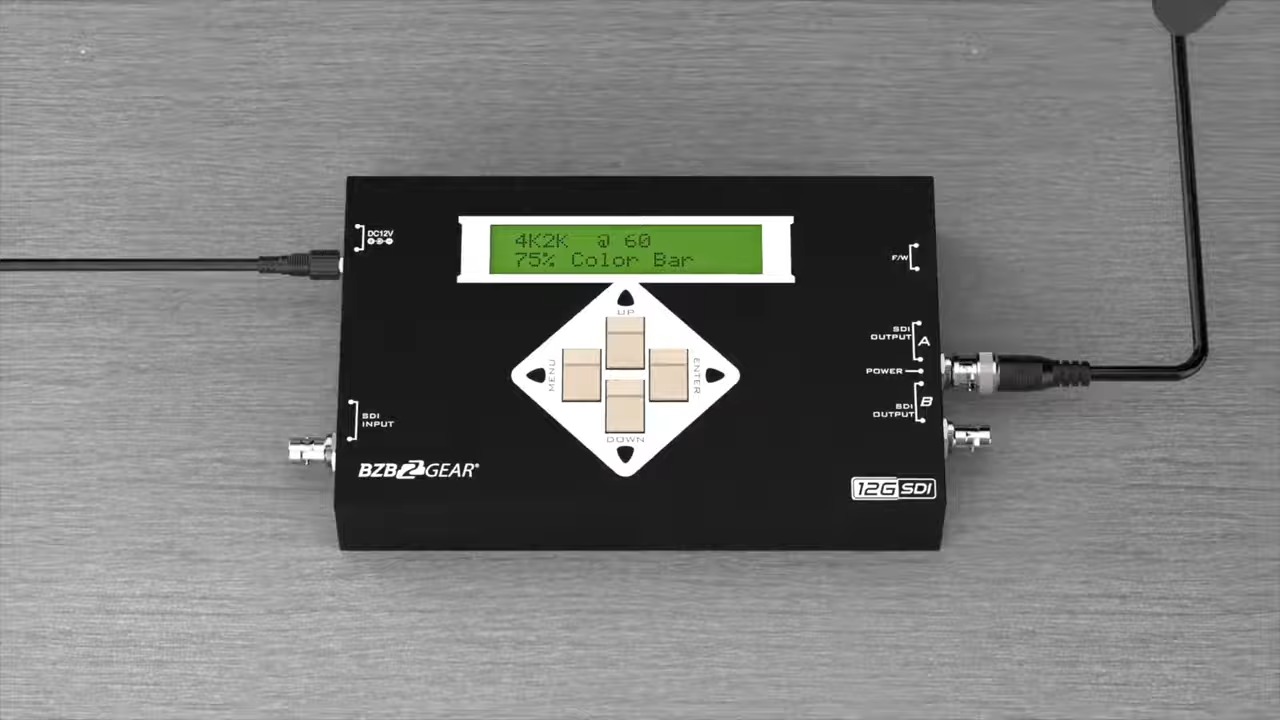 DC12V
4K2K @ 60
75% Color Bar
F/W
UP
MENU
ENTER
DOWN
SDI
OUTPUT
A
POWER
SDI
OUTPUT
B
SDI
INPUT
BZBGEAR®
12G SDI